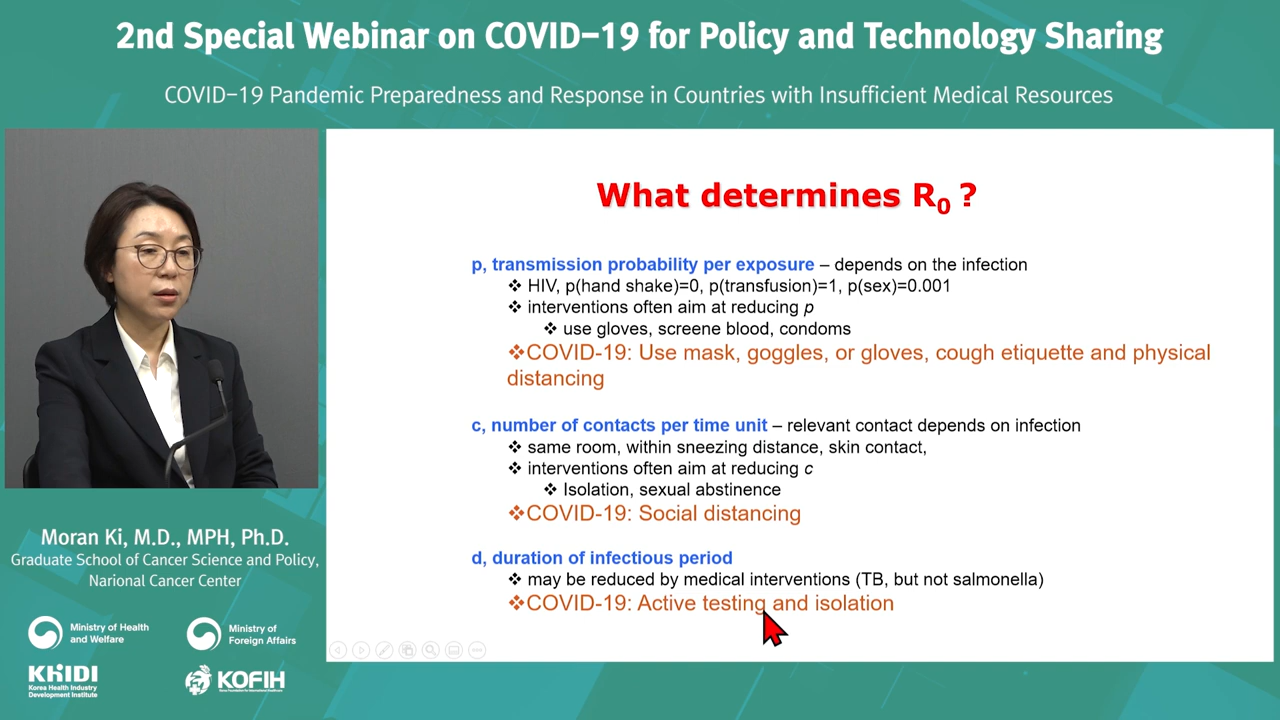 2nd Special Webinar on COVID-19 for Policy and Technology Sharing
COVID-19 Pandemic Preparedness and Response in Countries with Insufficient Medical Resources
What determines R0 ?
p, transmission probability per exposure – depends on the infection
❖ HIV, p(hand shake)=0, p(transfusion)=1, p(sex)=0.001
❖ interventions often aim at reducing p
❖ use gloves, screene blood, condoms
❖COVID-19: Use mask, goggles, or gloves, cough etiquette and physical
distancing
c, number of contacts per time unit – relevant contact depends on infection
❖ same room, within sneezing distance, skin contact,
❖ interventions often aim at reducing c
❖ Isolation, sexual abstinence
❖COVID-19: Social distancing
d, duration of infectious period
❖ may be reduced by medical interventions (TB, but not salmonella)
❖COVID-19: Active testing and isolation
Moran Ki, M.D., MPH, Ph.D.
Graduate School of Cancer Science and Policy,
Narional Cancer Center
Ministry of Health
and Welfare
Ministry of
Foreign Affairs
KHIDI
Korea Health Industry
Development Institute
KOFIH
Korea Foundation for International Healthcare